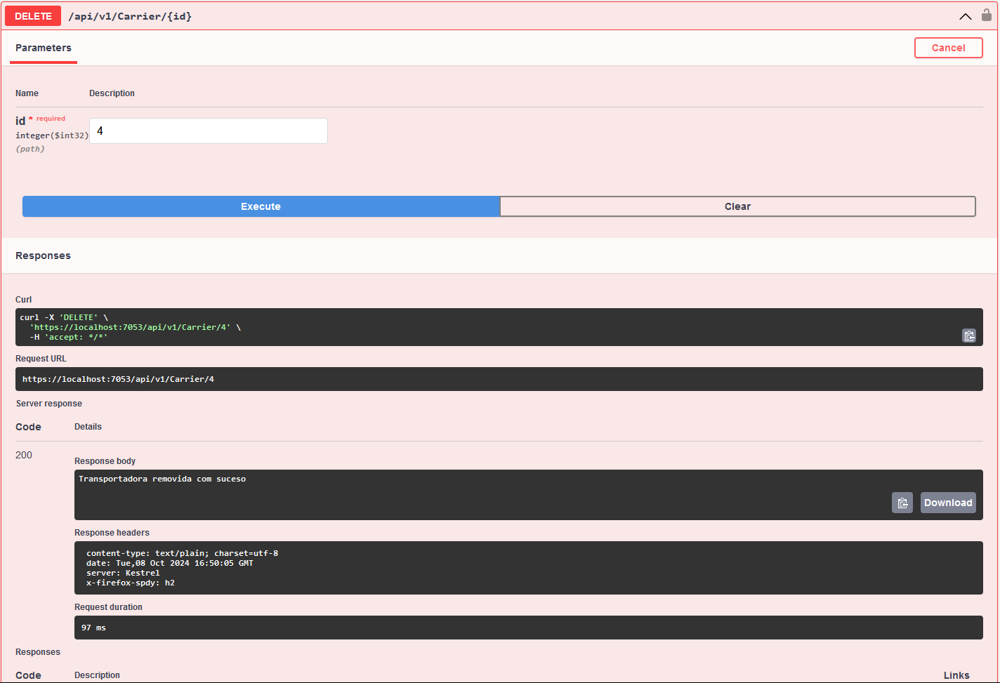 DELETE /api/v1/Carrier/{id}
Parameters
Cancel
Name Description
id * required
integer($int32)
(path)
4
Execute
Clear
Responses
Curl
curl -X 'DELETE' \
'https://localhost:7053/api/v1/Carrier/4' \
-H 'accept: */*'
Request URL
https://localhost:7053/api/v1/Carrier/4
Server response
Code Details
200
Response body
Transportadora removida com suceso
Download
Response headers
content-type: text/plain; charset=utf-8
date: Tue,08 Oct 2024 16:50:05 GMT
server: Kestrel
x-firefox-spdy: h2
Request duration
97 ms
Responses
Code Description Links